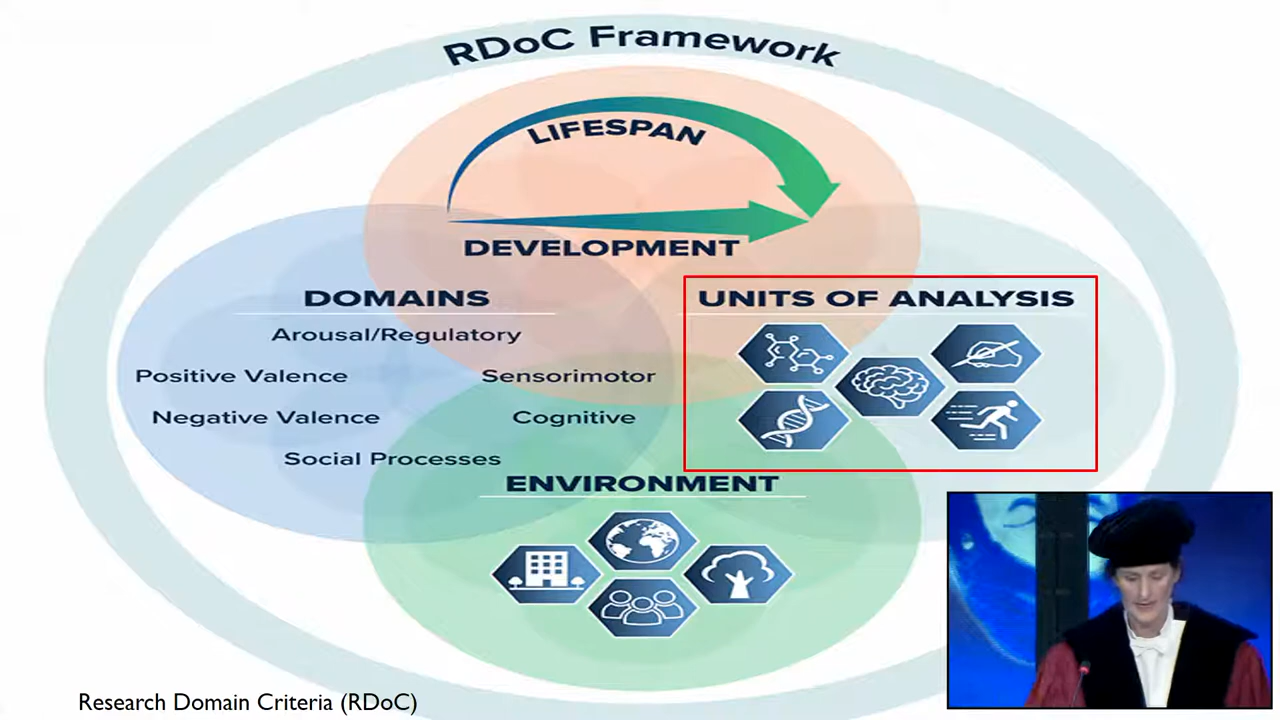 RDoC Framework
LIFESPAN
DEVELOPMENT
DOMAINS
Arousal/Regulatory
Positive Valence
Sensorimotor
Negative Valence
Cognitive
Social Processes
UNITS OF ANALYSIS
ENVIRONMENT
Research Domain Criteria (RDoC)